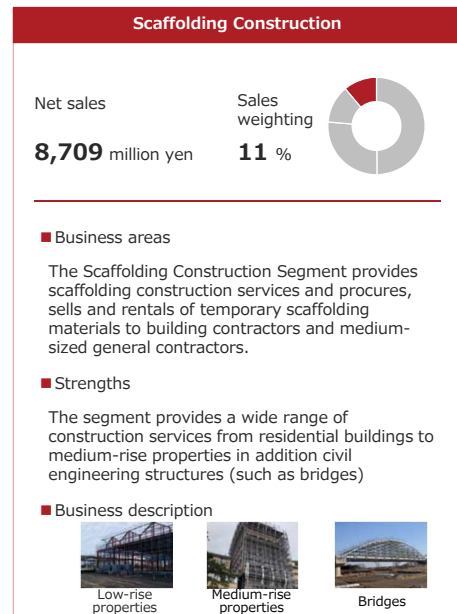 Scaffolding Construction
Net sales
Sales
weighting
8,709 million yen
11 %
■ Business areas
The Scaffolding Construction Segment provides
scaffolding construction services and procures,
sells and rentals of temporary scaffolding
materials to building contractors and medium-
sized general contractors.
■ Strengths
The segment provides a wide range of
construction services from residential buildings to
medium-rise properties in addition civil
engineering structures (such as bridges)
■ Business description
Low-rise
properties
Medium-rise
properties
Bridges